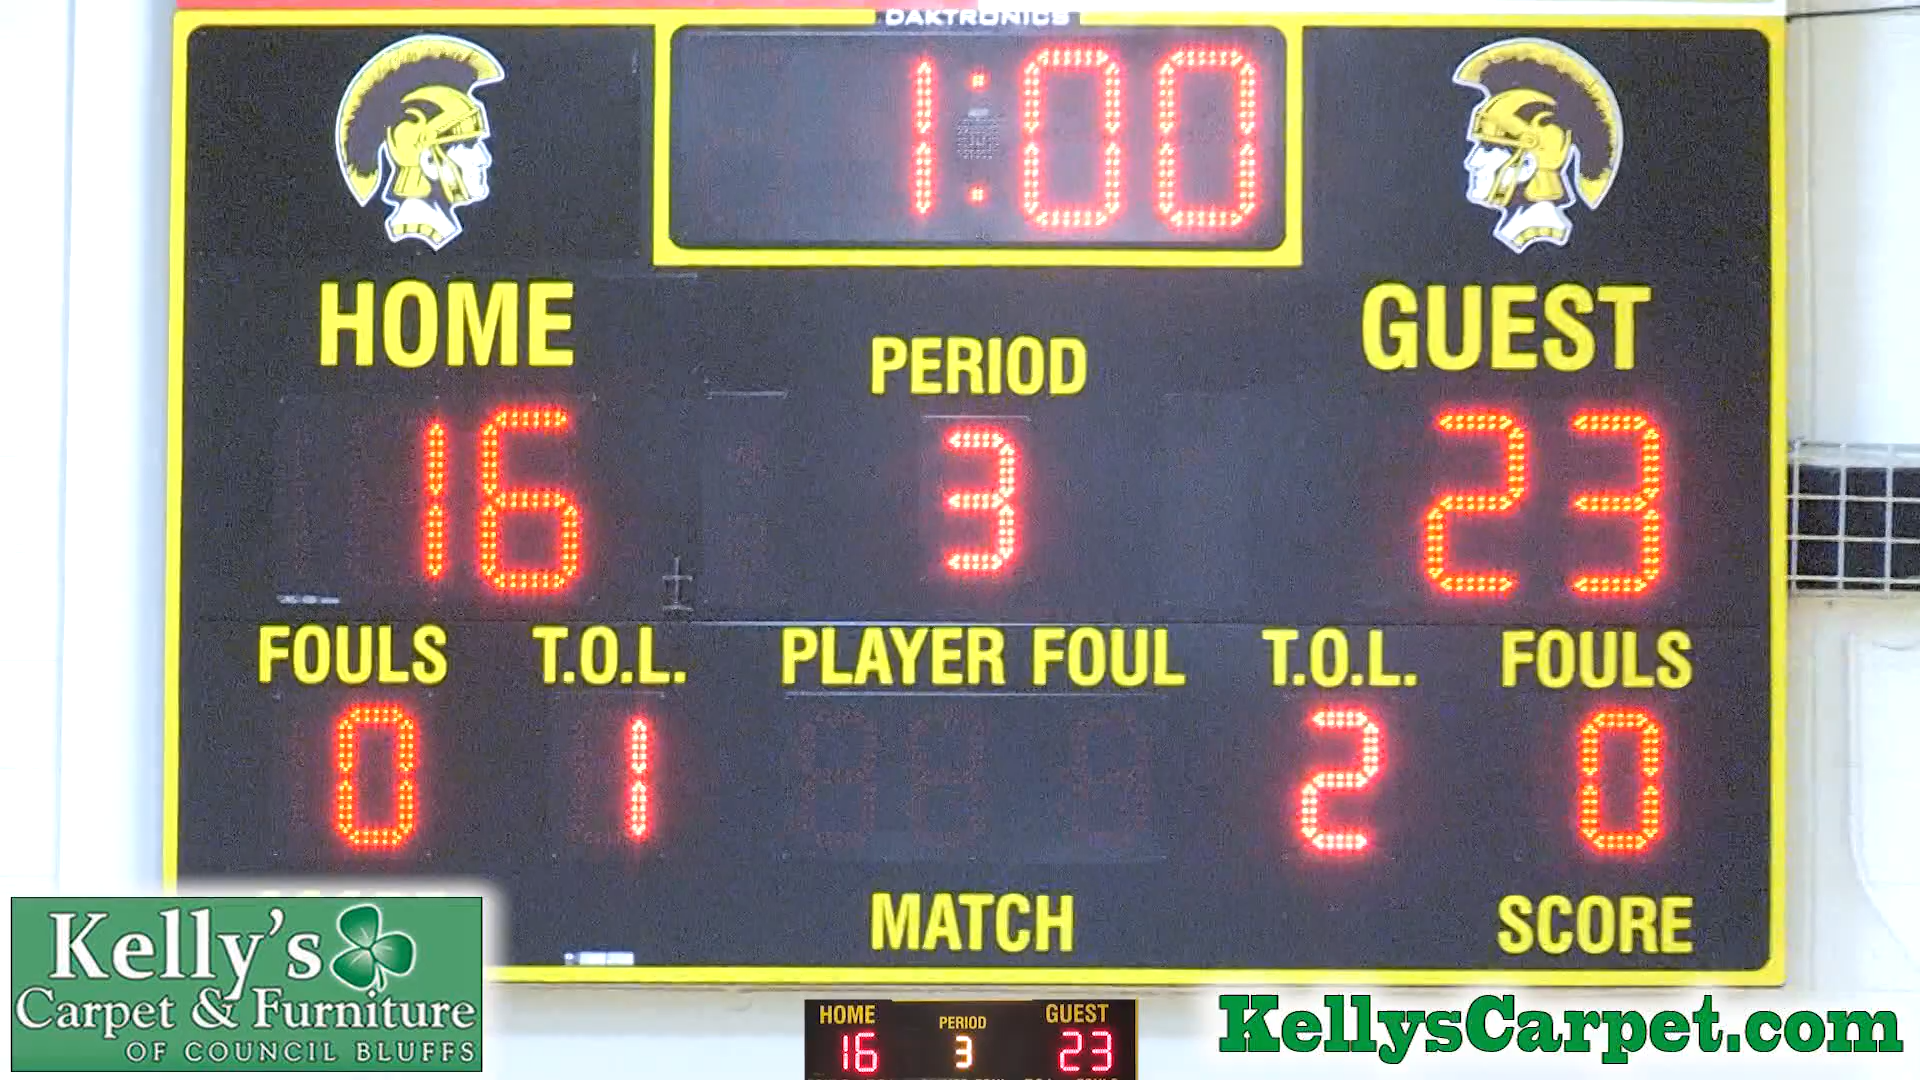 DAKTRONICS
1:00
HOME
GUEST
PERIOD
16
3
23
FOULS T.O.L. PLAYER FOUL T.O.L. FOULS
0 1 2 0
MATCH
SCORE
Kelly's
Carpet & Furniture
OF COUNCIL BLUFFS
HOME PERIOD GUEST
16 3 23
KellysCarpet.com